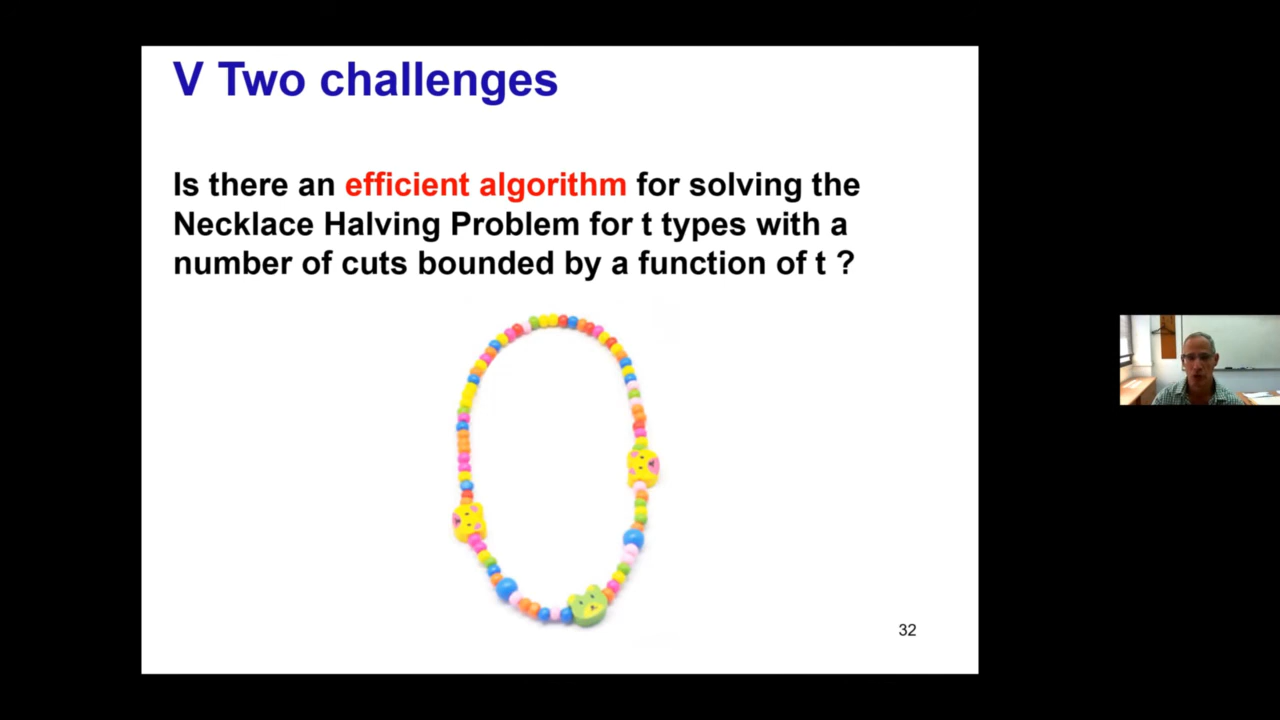 V Two challenges
Is there an efficient algorithm for solving the
Necklace Halving Problem for t types with a
number of cuts bounded by a function of t ?
32